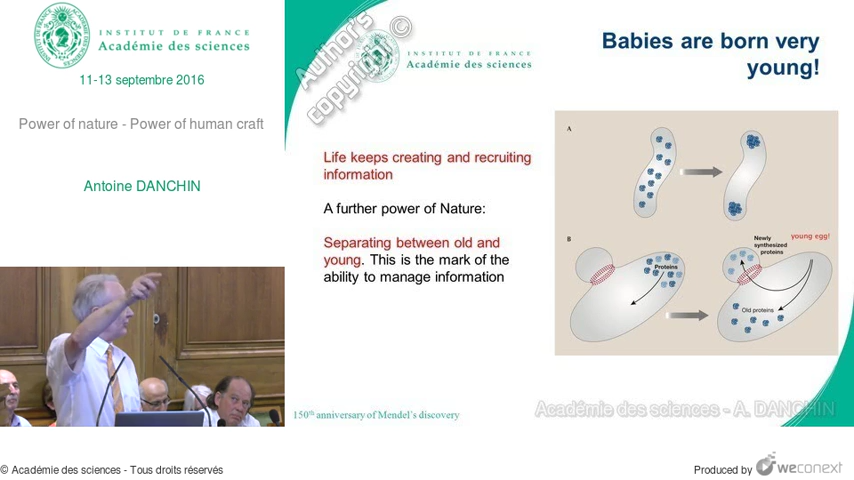 INSTITUT DE FRANCE
Académie des sciences
11-13 septembre 2016
Power of nature - Power of human craft
Antoine DANCHIN
Author's
copyright ©
INSTITUT DE FRANCE
Académie des sciences
Babies are born very
young!
Life keeps creating and recruiting
information
A further power of Nature:
Separating between old and
young. This is the mark of the
ability to manage information
A
B
Proteins
Newly
synthesized
proteins
young egg!
Old proteins
150th anniversary of Mendel's discovery
Académie des sciences - A. DANCHIN
© Académie des sciences - Tous droits réservés
Produced by weconext